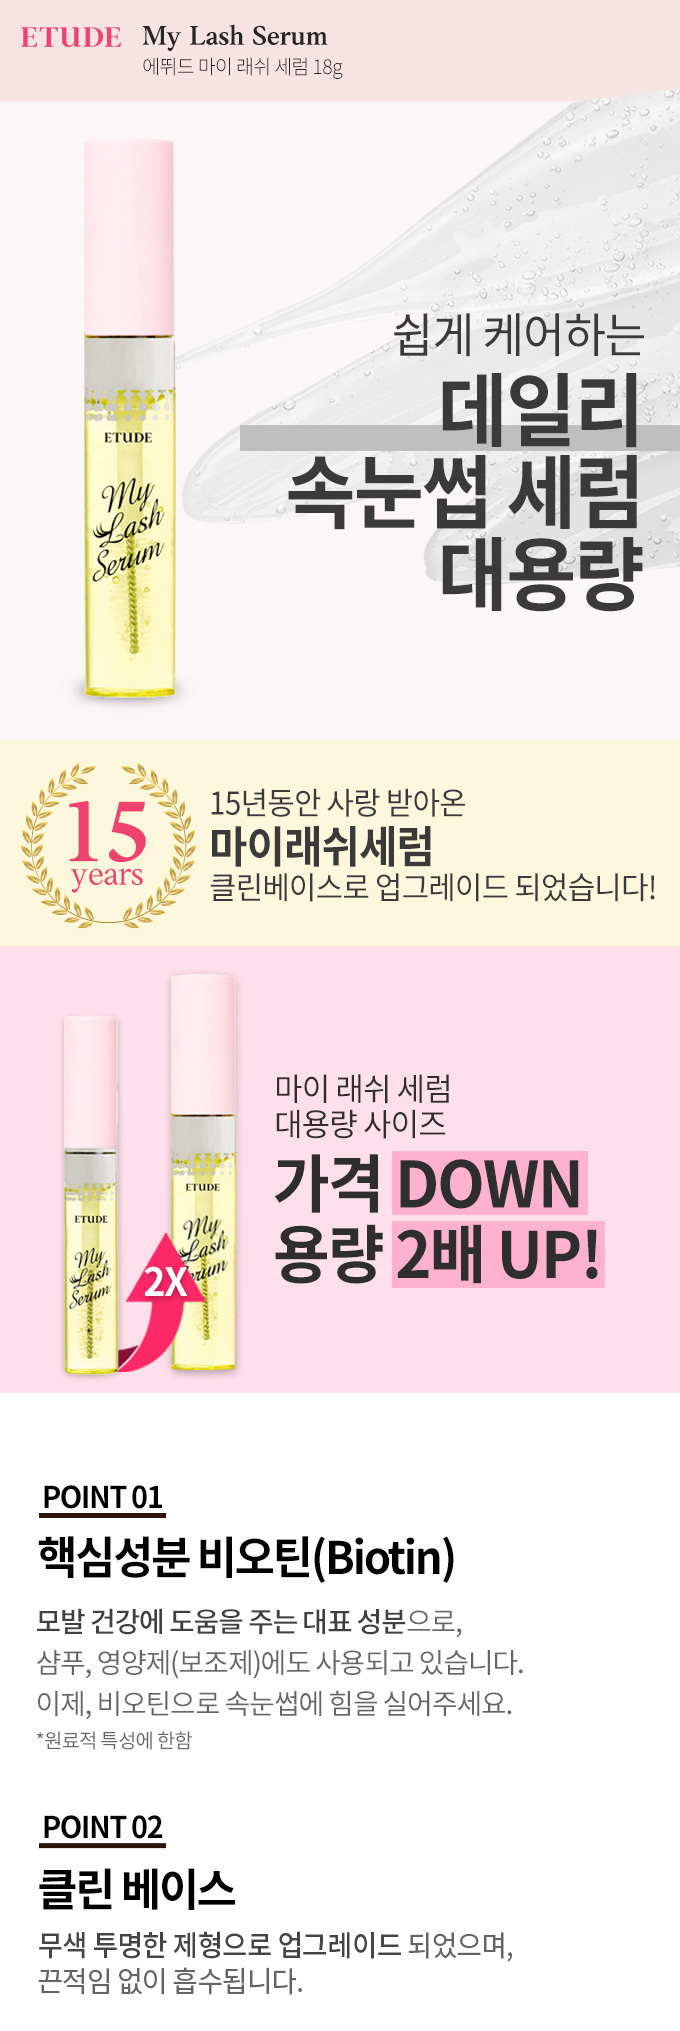 ETUDE My Lash Serum
에뛰드 마이 래쉬 세럼 18g
쉽게 케어하는
데일리
속눈썹 세럼
대용량
ETUDE
My
Lash
Serum
15
years
15년동안 사랑 받아온
마이래쉬세럼
클린베이스로 업그레이드 되었습니다!
마이 래쉬 세럼
대용량 사이즈
가격 DOWN
용량 2배 UP!
ETUDE
My
Lash
Serum
2X
ETUDE
My
Lash
rum
POINT 01
핵심성분 비오틴(Biotin)
모발 건강에 도움을 주는 대표 성분으로,
샴푸, 영양제(보조제)에도 사용되고 있습니다.
이제, 비오틴으로 속눈썹에 힘을 실어주세요.
*원료적 특성에 한함
POINT 02
클린 베이스
무색 투명한 제형으로 업그레이드 되었으며,
끈적임 없이 흡수됩니다.